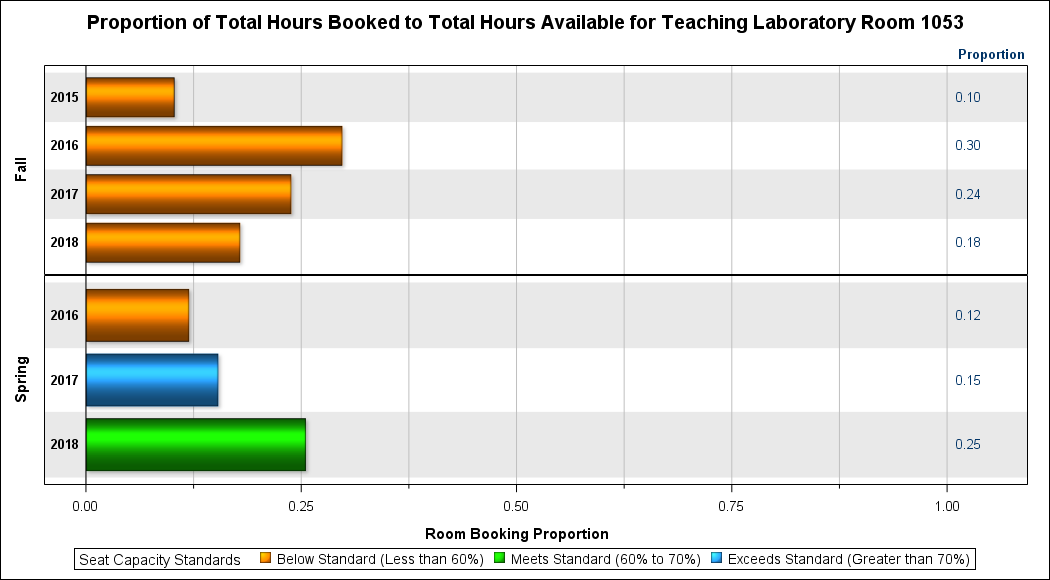 Proportion of Total Hours Booked to Total Hours Available for Teaching Laboratory Room 1053
Proportion
Fall
2015 0.10
2016 0.30
2017 0.24
2018 0.18
Spring
2016 0.12
2017 0.15
2018 0.25
0.00 0.25 0.50 0.75 1.00
Room Booking Proportion
Seat Capacity Standards Below Standard (Less than 60%) Meets Standard (60% to 70%) Exceeds Standard (Greater than 70%)